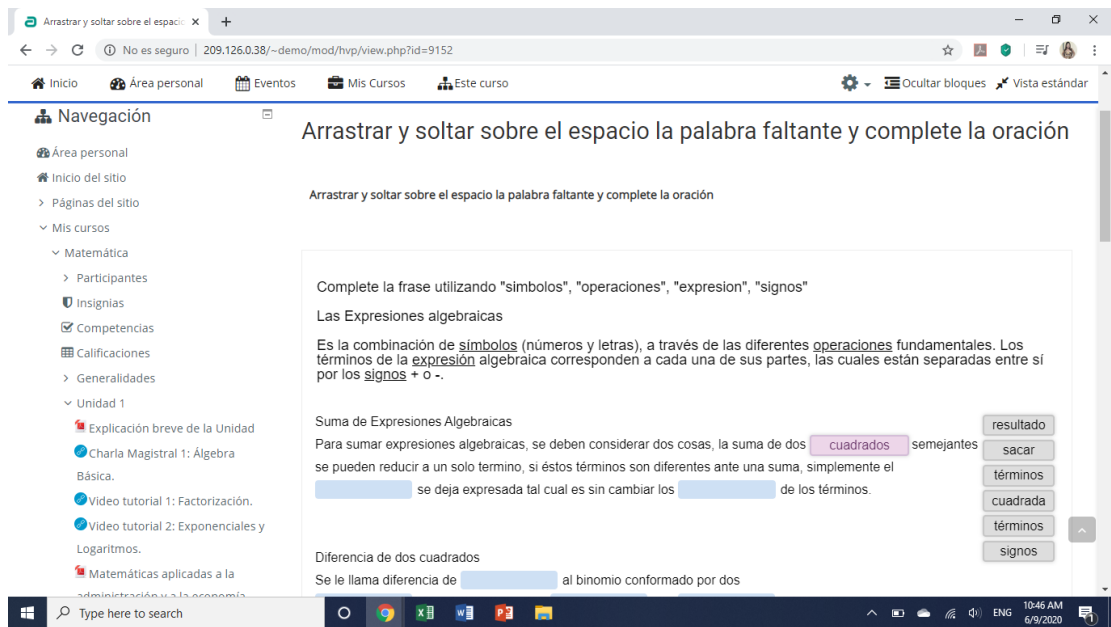 Arrastrar y soltar sobre el espacio
No es seguro | 209.126.0.38/~demo/mod/hvp/view.php?id=9152
Inicio Área personal Eventos Mis Cursos Este curso Ocultar bloques Vista estándar
Navegación
Área personal
Inicio del sitio
Páginas del sitio
Mis cursos
Matemática
Participantes
Insignias
Competencias
Calificaciones
Generalidades
Unidad 1
Explicación breve de la Unidad
Charla Magistral 1: Álgebra
Básica.
Video tutorial 1: Factorización.
Video tutorial 2: Exponenciales y
Logaritmos.
Matemáticas aplicadas a la
administración y a la economía
Arrastrar y soltar sobre el espacio la palabra faltante y complete la oración
Arrastrar y soltar sobre el espacio la palabra faltante y complete la oración
Complete la frase utilizando "simbolos", "operaciones", "expresion", "signos"
Las Expresiones algebraicas
Es la combinación de símbolos (números y letras), a través de las diferentes operaciones fundamentales. Los
términos de la expresión algebraica corresponden a cada una de sus partes, las cuales están separadas entre sí
por los signos + o -.
Suma de Expresiones Algebraicas
Para sumar expresiones algebraicas, se deben considerar dos cosas, la suma de dos cuadrados semejantes
se pueden reducir a un solo termino, si éstos términos son diferentes ante una suma, simplemente el
se deja expresada tal cual es sin cambiar los de los términos.
Diferencia de dos cuadrados
Se le llama diferencia de al binomio conformado por dos
resultado
sacar
términos
cuadrada
términos
signos
Type here to search
ENG
10:46 AM
6/9/2020
1